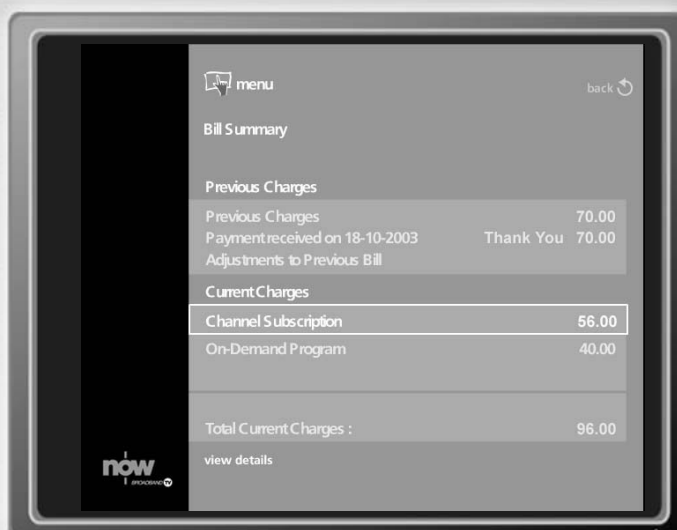 menu
back
Bill Summary
Previous Charges
Previous Charges 70.00
Payment received on 18-10-2003 Thank You 70.00
Adjustments to Previous Bill
Current Charges
Channel Subscription 56.00
On-Demand Program 40.00
Total Current Charges : 96.00
view details
now
BROADBAND TV